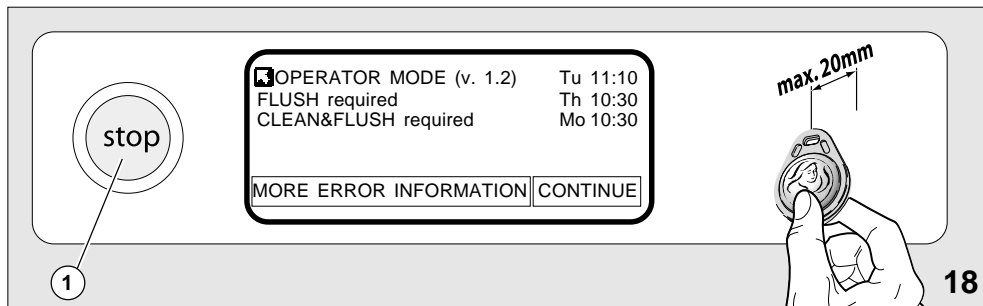 stop
OPERATOR MODE (v. 1.2) Tu 11:10
FLUSH required Th 10:30
CLEAN&FLUSH required Mo 10:30
MORE ERROR INFORMATION CONTINUE
max. 20mm
1
18